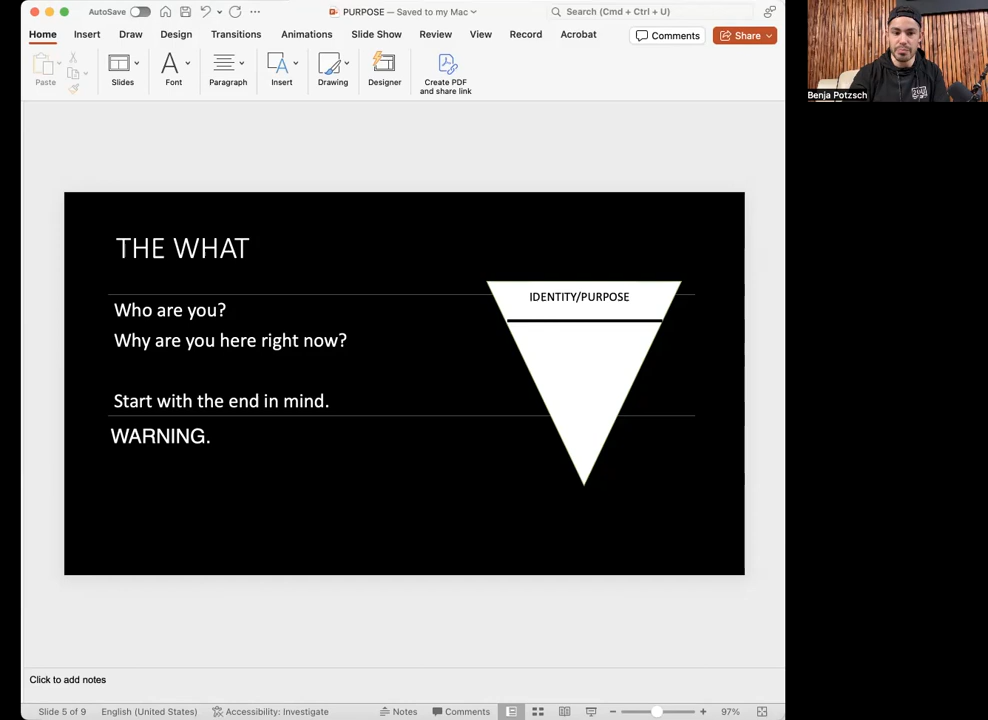 AutoSave
PURPOSE — Saved to my Mac
Search (Cmd + Ctrl + U)
Home Insert Draw Design Transitions Animations Slide Show Review View Record Acrobat Comments Share
Paste Slides Font Paragraph Insert Drawing Designer Create PDF
and share link
Benja Potzsch
THE WHAT
IDENTITY/PURPOSE
Who are you?
Why are you here right now?
Start with the end in mind.
WARNING.
Click to add notes
Slide 5 of 9 English (United States) Accessibility: Investigate Notes Comments 97%